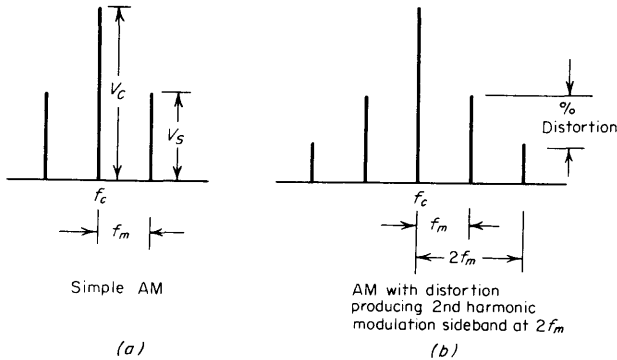 V_C
V_S
f_c
f_m
Simple AM
(a)
%
Distortion
f_c
f_m
2f_m
AM with distortion
producing 2nd harmonic
modulation sideband at 2f_m
(b)